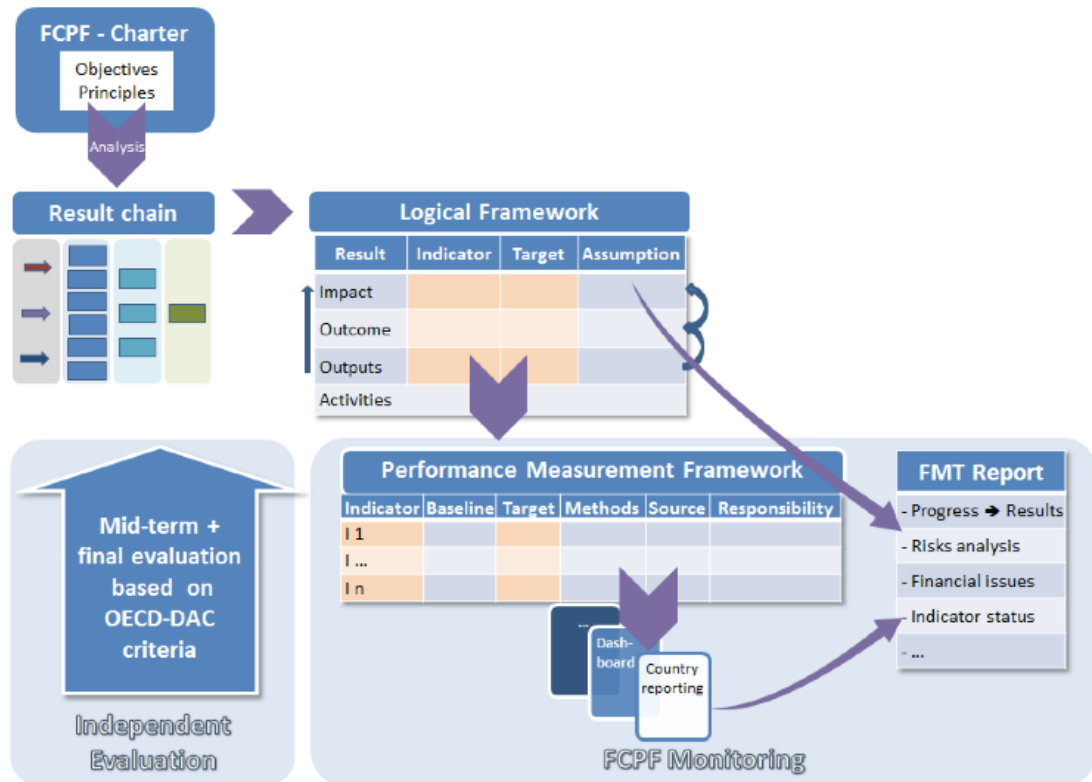 FCPF - Charter
Objectives
Principles
Analysis
Result chain
Logical Framework
Result Indicator Target Assumption
Impact
Outcome
Outputs
Activities
Mid-term +
final evaluation
based on
OECD-DAC
criteria
Independent
Evaluation
Performance Measurement Framework
Indicator Baseline Target Methods Source Responsibility
I 1
I ...
I n
...
Dash-
board
Country
reporting
FCPF Monitoring
FMT Report
- Progress ➔ Results
- Risks analysis
- Financial issues
- Indicator status
- ...